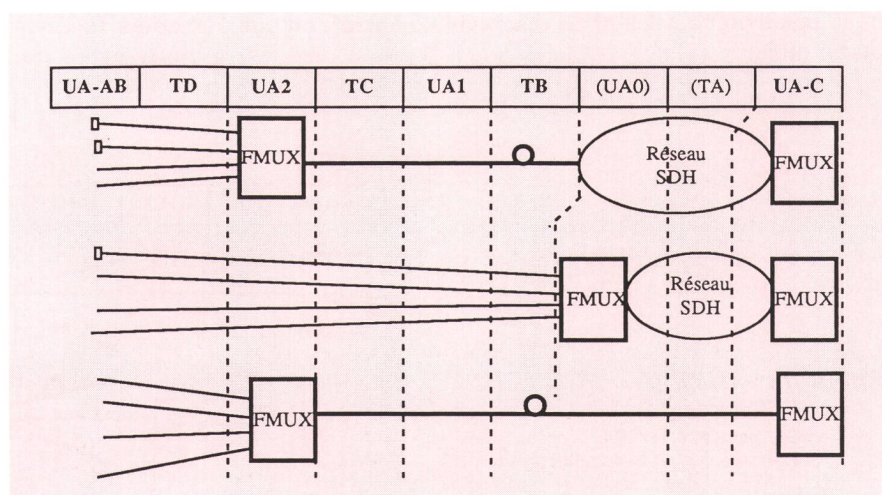 UA-AB TD UA2 TC UA1 TB (UA0) (TA) UA-C
FMUX
Réseau
SDH
FMUX
FMUX
Réseau
SDH
FMUX
FMUX
FMUX